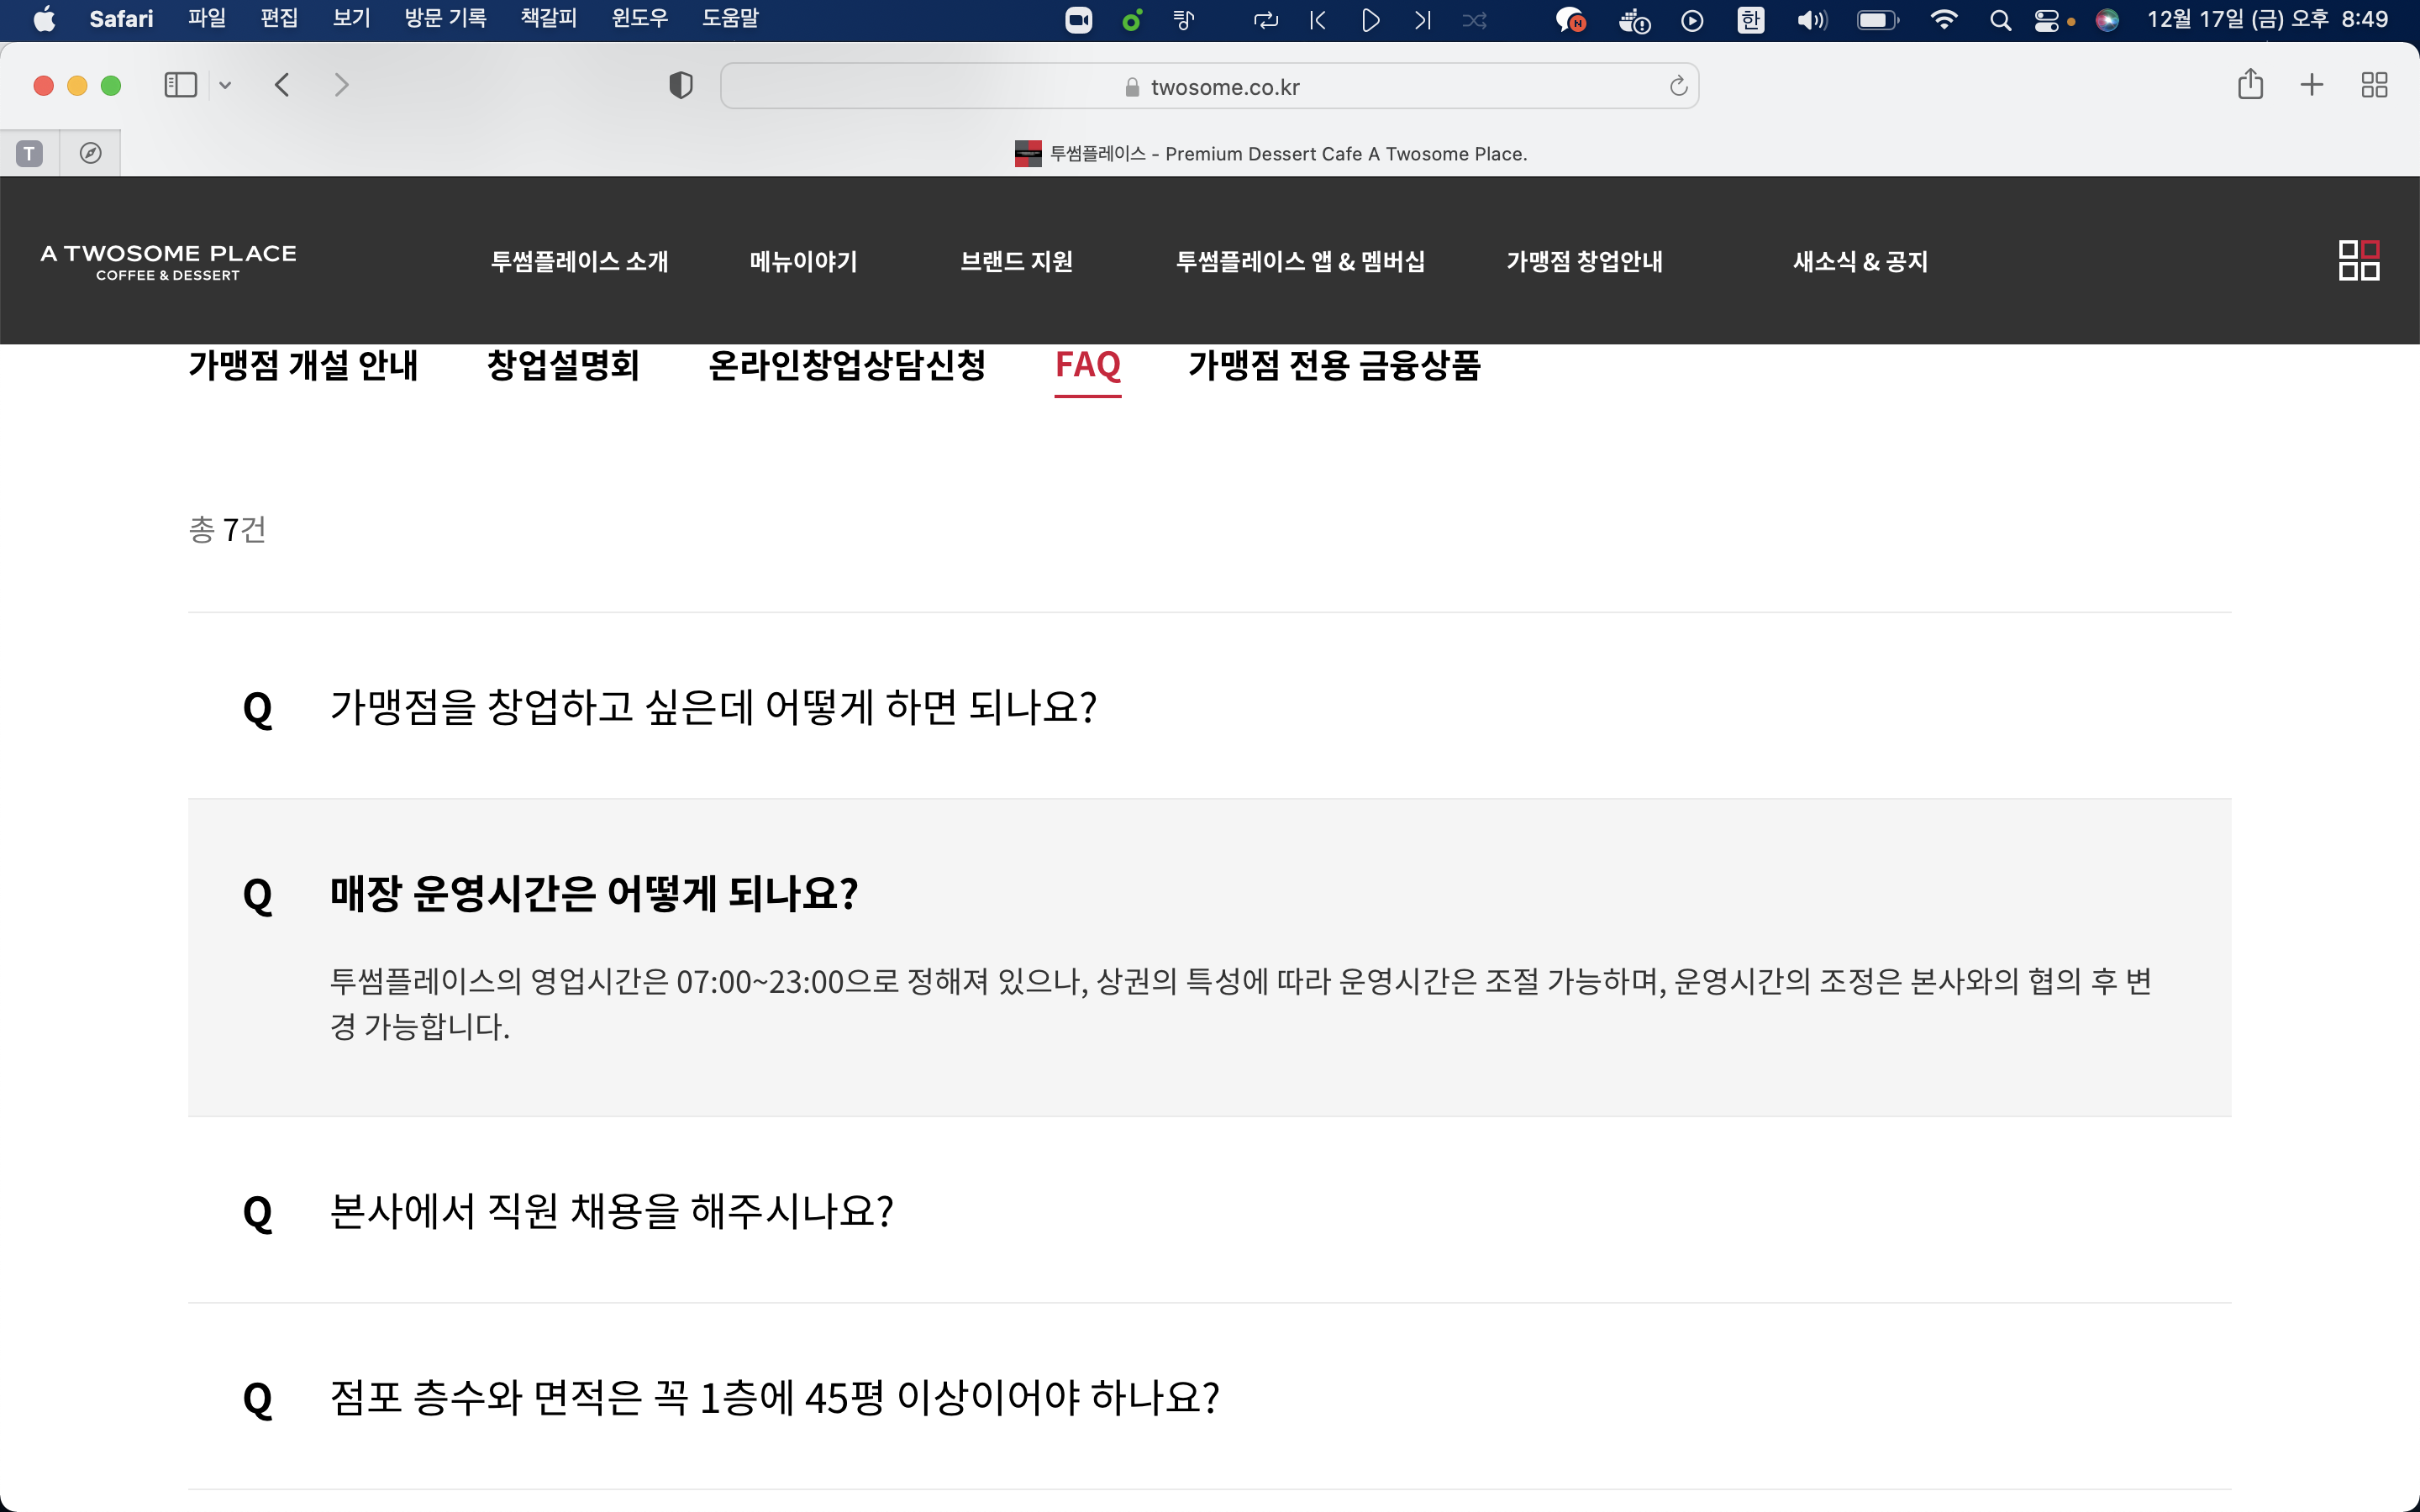 Safari 파일 편집 보기 방문 기록 책갈피 윈도우 도움말 한 12월 17일 (금) 오후 8:49
twosome.co.kr
T 투썸플레이스 - Premium Dessert Cafe A Twosome Place.
A TWOSOME PLACE
COFFEE & DESSERT
투썸플레이스 소개 메뉴이야기 브랜드 지원 투썸플레이스 앱 & 멤버십 가맹점 창업안내 새소식 & 공지
가맹점 개설 안내 창업설명회 온라인창업상담신청 FAQ 가맹점 전용 금융상품
총 7건
Q 가맹점을 창업하고 싶은데 어떻게 하면 되나요?
Q 매장 운영시간은 어떻게 되나요?
투썸플레이스의 영업시간은 07:00~23:00으로 정해져 있으나, 상권의 특성에 따라 운영시간은 조절 가능하며, 운영시간의 조정은 본사와의 협의 후 변
경 가능합니다.
Q 본사에서 직원 채용을 해주시나요?
Q 점포 층수와 면적은 꼭 1층에 45평 이상이어야 하나요?